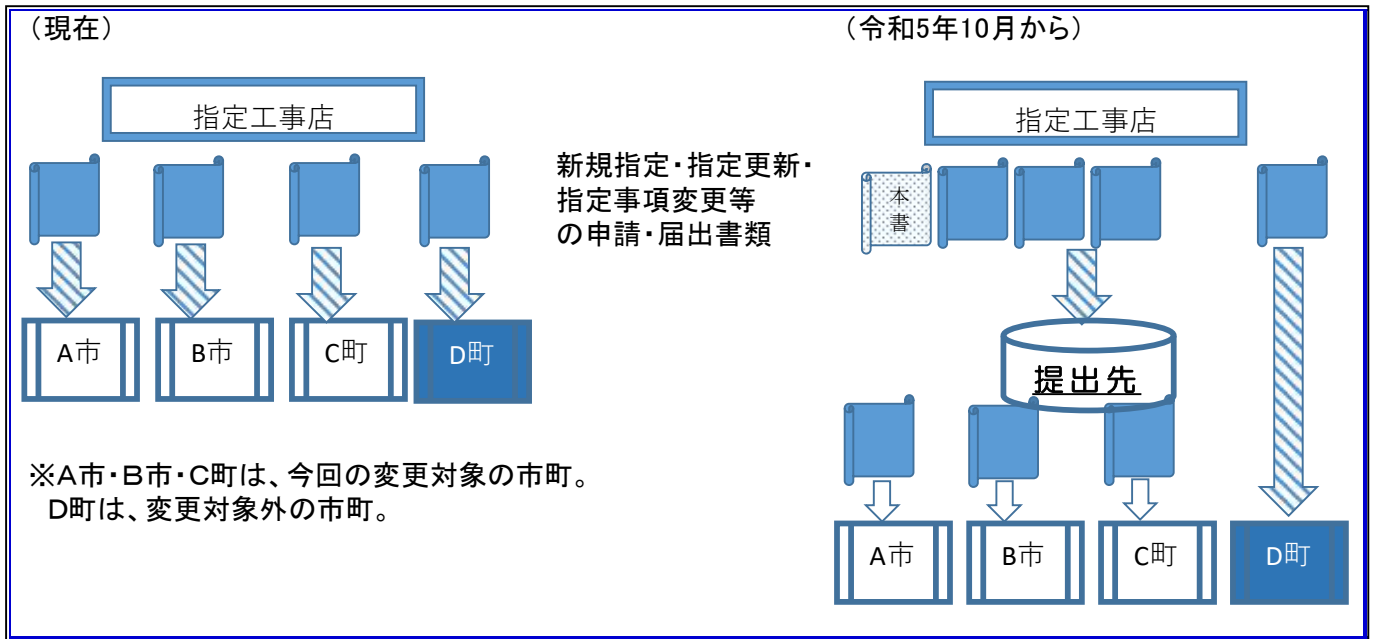 (現在)
指定工事店
A市
B市
C町
D町
※A市・B市・C町は、今回の変更対象の市町。
D町は、変更対象外の市町。
新規指定・指定更新・
指定事項変更等
の申請・届出書類
(令和5年10月から)
指定工事店
本
書
提出先
A市
B市
C町
D町